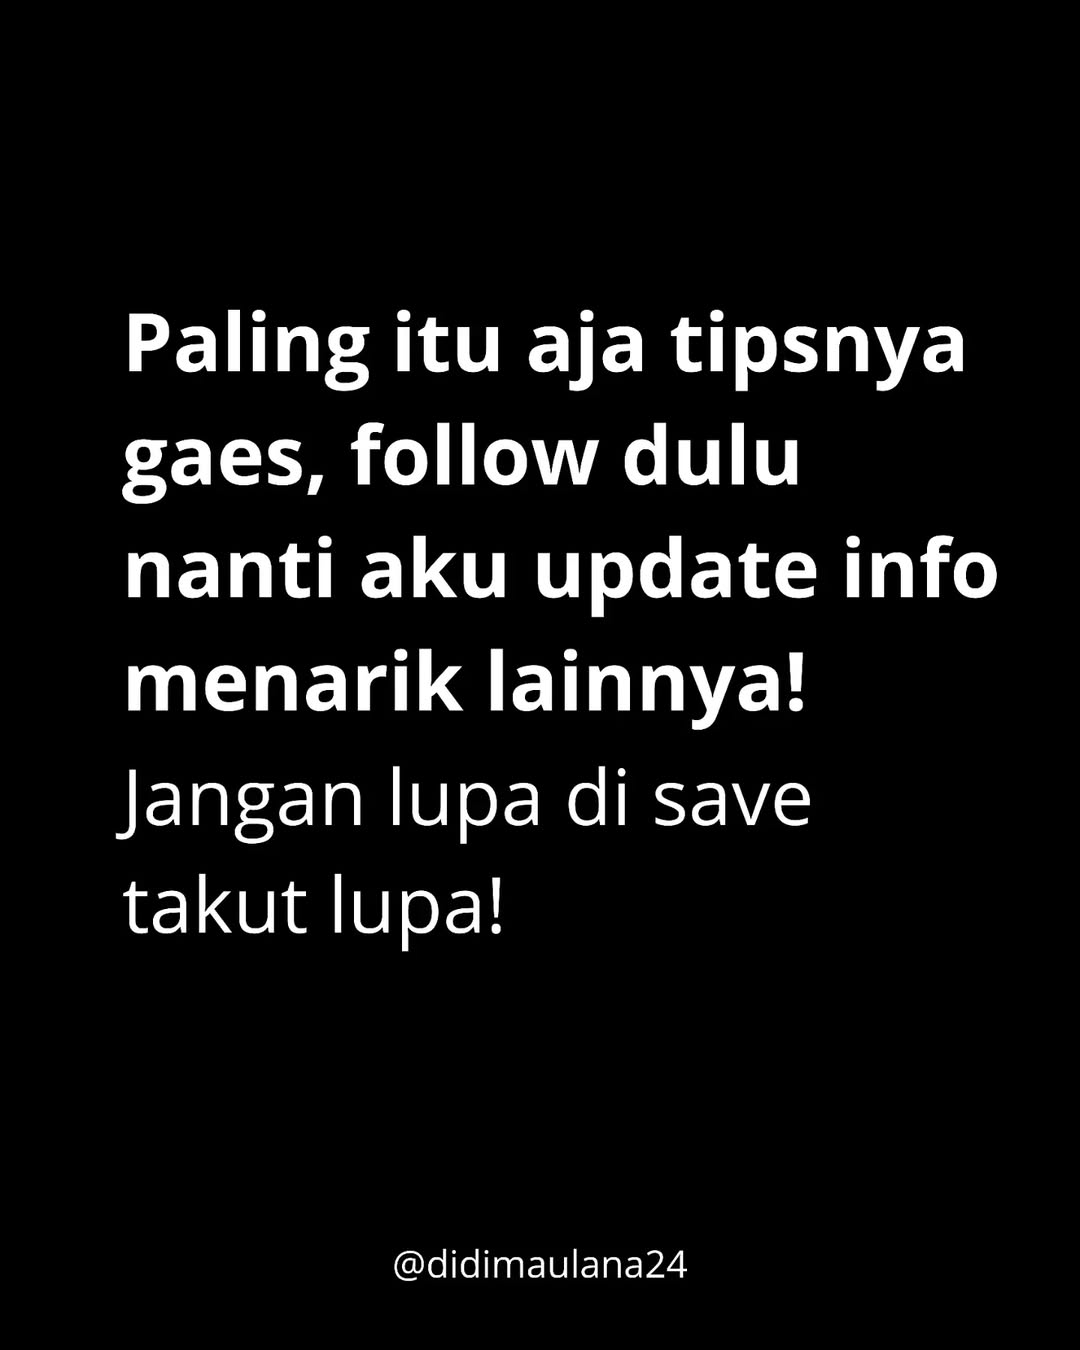 Paling itu aja tipsnya
gaes, follow dulu
nanti aku update info
menarik lainnya!
Jangan lupa di save
takut lupa!
@didimaulana24